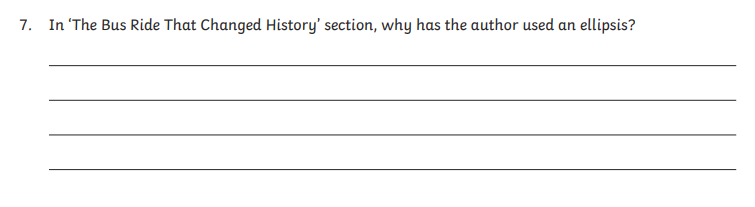 7. In ‘The Bus Ride That Changed History’ section, why has the author used an ellipsis?